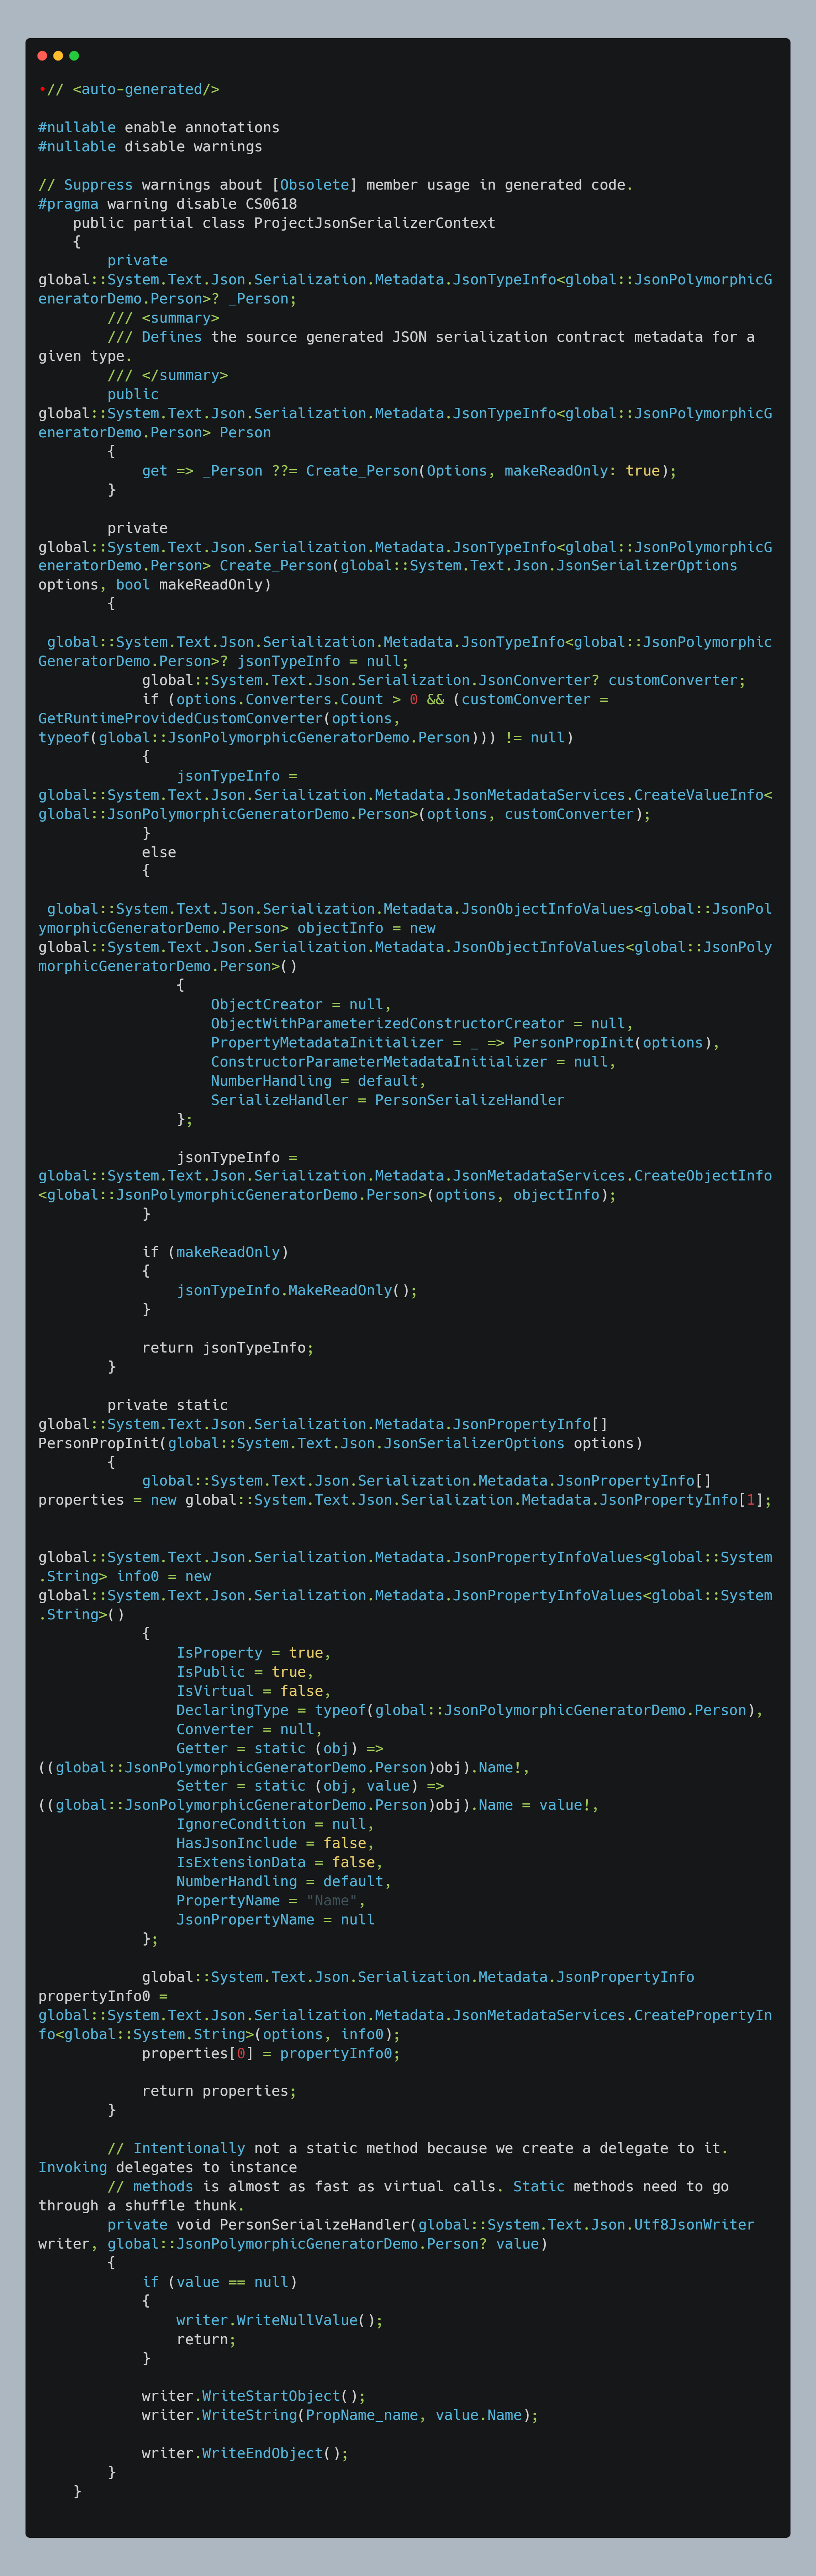 •// <auto-generated/>

#nullable enable annotations
#nullable disable warnings

// Suppress warnings about [Obsolete] member usage in generated code.
#pragma warning disable CS0618
    public partial class ProjectJsonSerializerContext
    {
        private
global::System.Text.Json.Serialization.Metadata.JsonTypeInfo<global::JsonPolymorphicG
eneratorDemo.Person>? _Person;
        /// <summary>
        /// Defines the source generated JSON serialization contract metadata for a
given type.
        /// </summary>
        public
global::System.Text.Json.Serialization.Metadata.JsonTypeInfo<global::JsonPolymorphicG
eneratorDemo.Person> Person
        {
            get => _Person ??= Create_Person(Options, makeReadOnly: true);
        }

        private
global::System.Text.Json.Serialization.Metadata.JsonTypeInfo<global::JsonPolymorphicG
eneratorDemo.Person> Create_Person(global::System.Text.Json.JsonSerializerOptions
options, bool makeReadOnly)
        {

 global::System.Text.Json.Serialization.Metadata.JsonTypeInfo<global::JsonPolymorphic
GeneratorDemo.Person>? jsonTypeInfo = null;
            global::System.Text.Json.Serialization.JsonConverter? customConverter;
            if (options.Converters.Count > 0 && (customConverter =
GetRuntimeProvidedCustomConverter(options,
typeof(global::JsonPolymorphicGeneratorDemo.Person))) != null)
            {
                jsonTypeInfo =
global::System.Text.Json.Serialization.Metadata.JsonMetadataServices.CreateValueInfo<
global::JsonPolymorphicGeneratorDemo.Person>(options, customConverter);
            }
            else
            {

 global::System.Text.Json.Serialization.Metadata.JsonObjectInfoValues<global::JsonPol
ymorphicGeneratorDemo.Person> objectInfo = new
global::System.Text.Json.Serialization.Metadata.JsonObjectInfoValues<global::JsonPoly
morphicGeneratorDemo.Person>()
                {
                    ObjectCreator = null,
                    ObjectWithParameterizedConstructorCreator = null,
                    PropertyMetadataInitializer = _ => PersonPropInit(options),
                    ConstructorParameterMetadataInitializer = null,
                    NumberHandling = default,
                    SerializeHandler = PersonSerializeHandler
                };

                jsonTypeInfo =
global::System.Text.Json.Serialization.Metadata.JsonMetadataServices.CreateObjectInfo
<global::JsonPolymorphicGeneratorDemo.Person>(options, objectInfo);
            }

            if (makeReadOnly)
            {
                jsonTypeInfo.MakeReadOnly();
            }

            return jsonTypeInfo;
        }

        private static
global::System.Text.Json.Serialization.Metadata.JsonPropertyInfo[]
PersonPropInit(global::System.Text.Json.JsonSerializerOptions options)
        {
            global::System.Text.Json.Serialization.Metadata.JsonPropertyInfo[]
properties = new global::System.Text.Json.Serialization.Metadata.JsonPropertyInfo[1];


global::System.Text.Json.Serialization.Metadata.JsonPropertyInfoValues<global::System
.String> info0 = new
global::System.Text.Json.Serialization.Metadata.JsonPropertyInfoValues<global::System
.String>()
            {
                IsProperty = true,
                IsPublic = true,
                IsVirtual = false,
                DeclaringType = typeof(global::JsonPolymorphicGeneratorDemo.Person),
                Converter = null,
                Getter = static (obj) =>
((global::JsonPolymorphicGeneratorDemo.Person)obj).Name!,
                Setter = static (obj, value) =>
((global::JsonPolymorphicGeneratorDemo.Person)obj).Name = value!,
                IgnoreCondition = null,
                HasJsonInclude = false,
                IsExtensionData = false,
                NumberHandling = default,
                PropertyName = "Name",
                JsonPropertyName = null
            };

            global::System.Text.Json.Serialization.Metadata.JsonPropertyInfo
propertyInfo0 =
global::System.Text.Json.Serialization.Metadata.JsonMetadataServices.CreatePropertyIn
fo<global::System.String>(options, info0);
            properties[0] = propertyInfo0;

            return properties;
        }

        // Intentionally not a static method because we create a delegate to it.
Invoking delegates to instance
        // methods is almost as fast as virtual calls. Static methods need to go
through a shuffle thunk.
        private void PersonSerializeHandler(global::System.Text.Json.Utf8JsonWriter
writer, global::JsonPolymorphicGeneratorDemo.Person? value)
        {
            if (value == null)
            {
                writer.WriteNullValue();
                return;
            }

            writer.WriteStartObject();
            writer.WriteString(PropName_name, value.Name);

            writer.WriteEndObject();
        }
    }